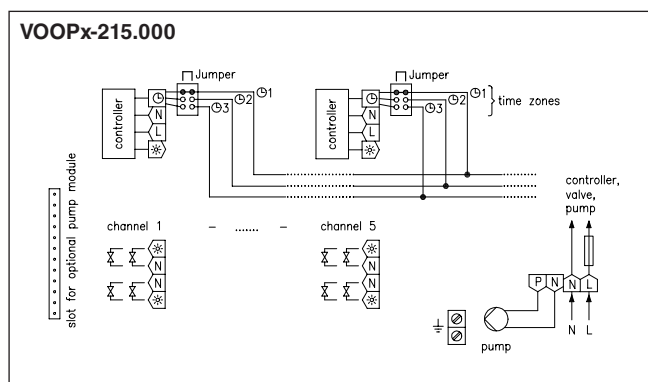 VOOPx-215.000
Jumper
Jumper
1
2
3
1
2
3
time zones
controller
N
L
controller
N
L
slot for optional pump module
channel 1
– ....... –
channel 5
N
N
N
N
controller,
valve,
pump
P N N L
N L
pump